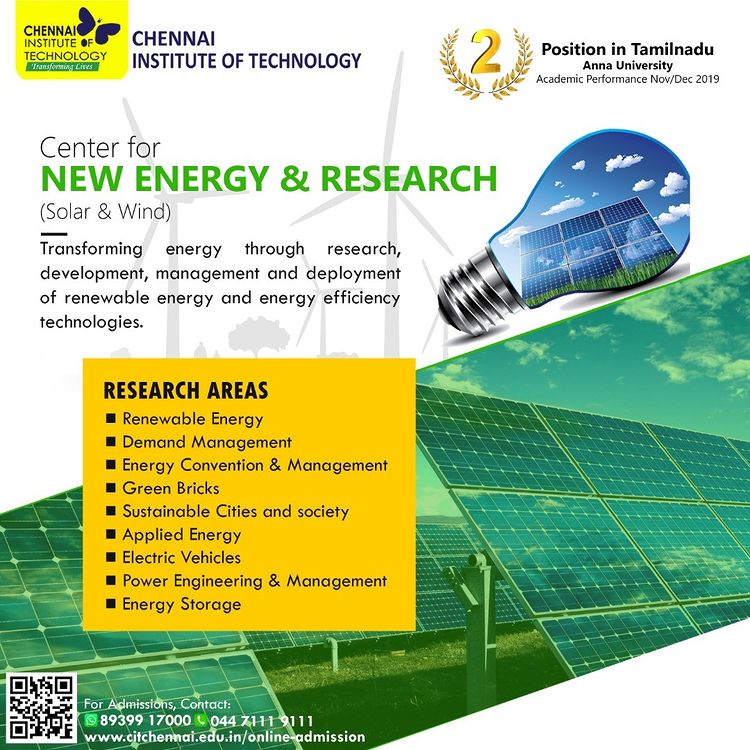 CHENNAI
INSTITUTE OF
TECHNOLOGY
Transforming Lives
CHENNAI
INSTITUTE OF TECHNOLOGY
2
Position in Tamilnadu
Anna University
Academic Performance Nov/Dec 2019
Center for
NEW ENERGY & RESEARCH
(Solar & Wind)
Transforming energy through research,
development, management and deployment
of renewable energy and energy efficiency
technologies.
RESEARCH AREAS
■ Renewable Energy
■ Demand Management
■ Energy Convention & Management
■ Green Bricks
■ Sustainable Cities and society
■ Applied Energy
■ Electric Vehicles
■ Power Engineering & Management
■ Energy Storage
For Admissions, Contact:
89399 17000 044 7111 9111
www.citchennai.edu.in/online-admission